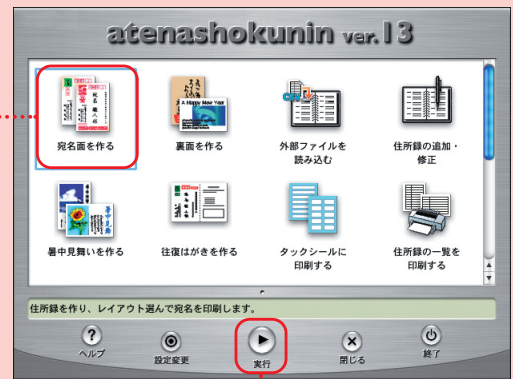 atenashokunin ver.13
宛名面を作る
裏面を作る
外部ファイルを
読み込む
住所録の追加・
修正
暑中見舞いを作る
往復はがきを作る
タックシールに
印刷する
住所録の一覧を
印刷する
住所録を作り、レイアウト選んで宛名を印刷します。
ヘルプ
設定変更
実行
閉じる
終了